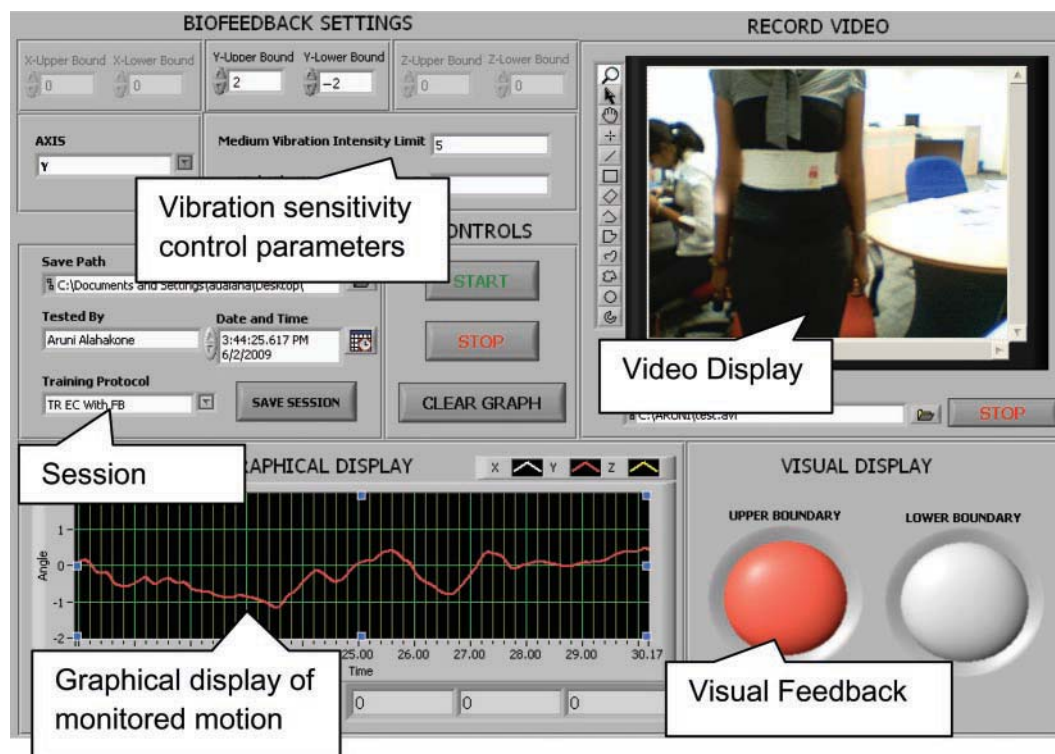 BIOFEEDBACK SETTINGS
X-Upper Bound X-Lower Bound
0 0
Y-Upper Bound Y-Lower Bound
2 -2
Z-Upper Bound Z-Lower Bound
0 0
AXIS
Y
Medium Vibration Intensity Limit 5
Vibration sensitivity
control parameters
Save Path
C:\Documents and Settings\aualana\Desktop\
Tested By
Aruni Alahakone
Date and Time
3:44:25.617 PM
6/2/2009
Training Protocol
TR EC With FB
SAVE SESSION
Session
START
STOP
CLEAR GRAPH
RECORD VIDEO
Video Display
C:\ARUNI\test.avi
STOP
X Y Z
Angle
1
0
-1
-2
25.00 26.00 27.00 28.00 29.00 30.17
Time
Graphical display of
monitored motion
0 0 0
VISUAL DISPLAY
UPPER BOUNDARY LOWER BOUNDARY
Visual Feedback